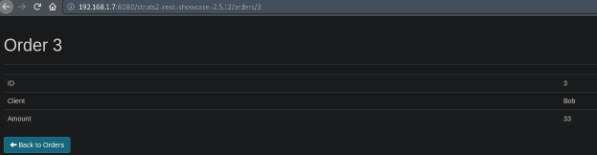 192.168.1.7:8080/struts2-rest-showcase-2.5.12/orders/3
Order 3
ID 3
Client Bob
Amount 33
Back to Orders